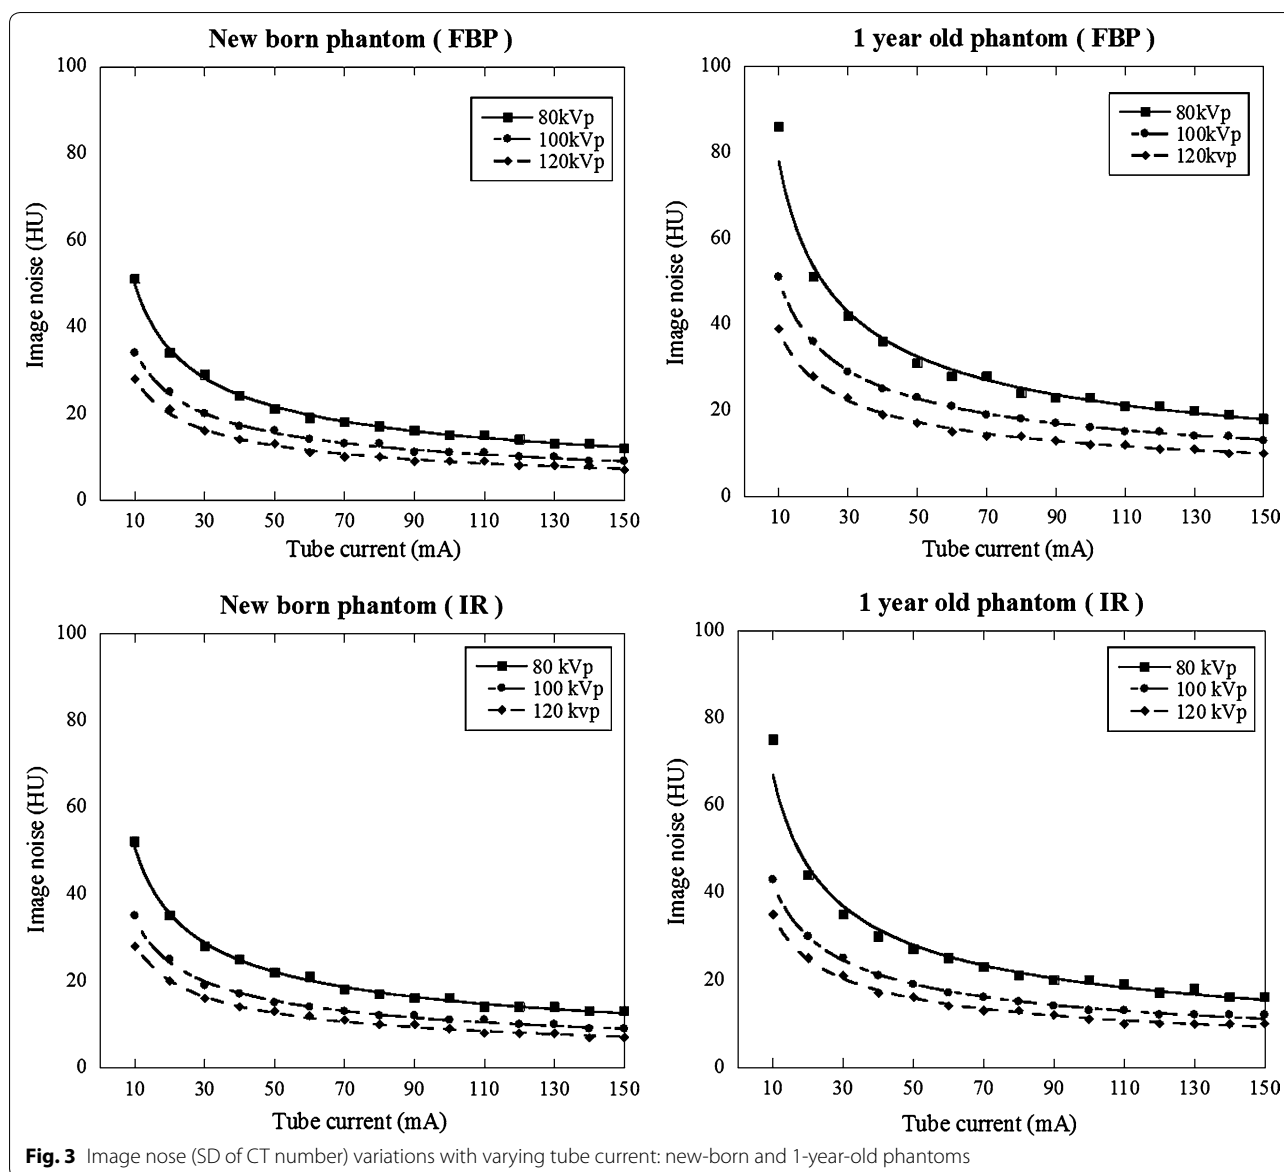 New born phantom ( FBP )
100
80
60
40
20
0
Image noise (HU)
80kVp
100kVp
120kVp
10 30 50 70 90 110 130 150
Tube current (mA)
1 year old phantom ( FBP )
100
80
60
40
20
0
Image noise (HU)
80kVp
100kVp
120kvp
10 30 50 70 90 110 130 150
Tube current (mA)
New born phantom ( IR )
100
80
60
40
20
0
Image noise (HU)
80 kVp
100 kVp
120 kvp
10 30 50 70 90 110 130 150
Tube current (mA)
1 year old phantom ( IR )
100
80
60
40
20
0
Image noise (HU)
80 kVp
100 kVp
120 kVp
10 30 50 70 90 110 130 150
Tube current (mA)
Fig. 3 Image nose (SD of CT number) variations with varying tube current: new-born and 1-year-old phantoms